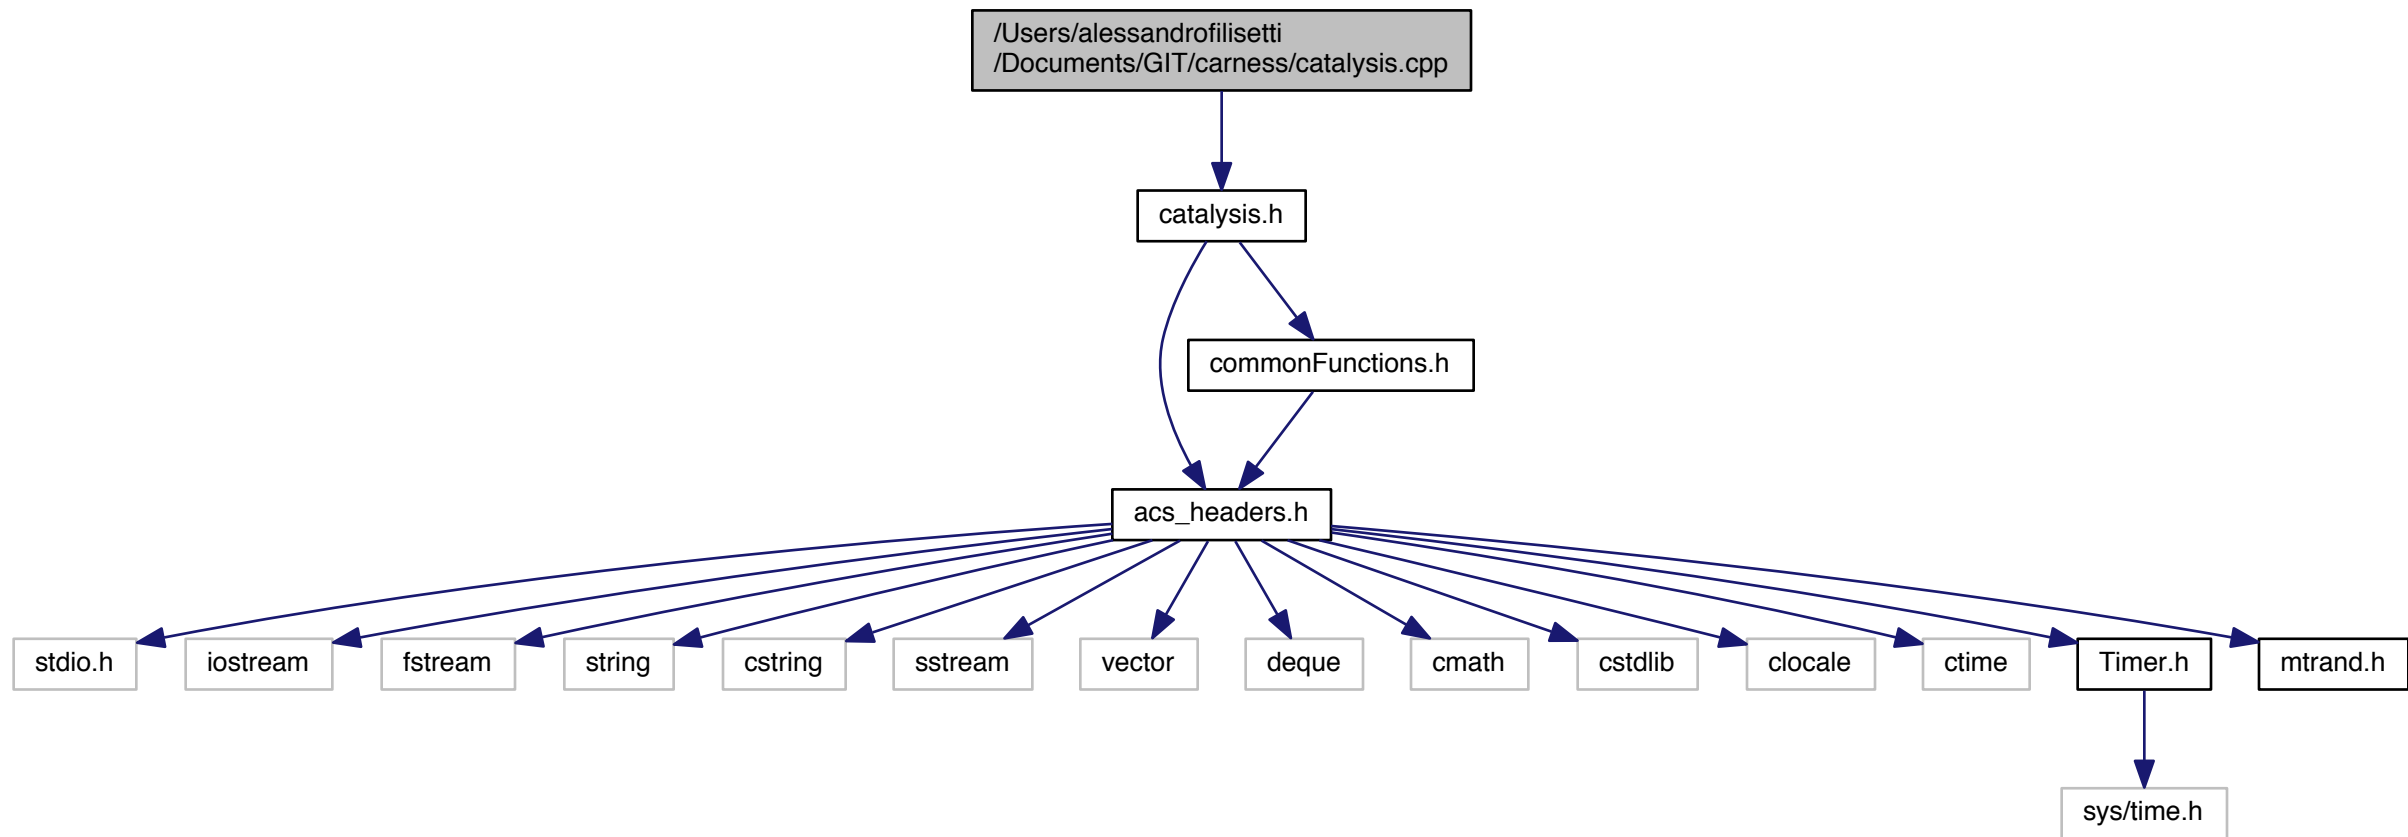 /Users/alessandrofilisetti
/Documents/GIT/carness/catalysis.cpp
catalysis.h
commonFunctions.h
acs_headers.h
stdio.h
iostream
fstream
string
cstring
sstream
vector
deque
cmath
cstdlib
clocale
ctime
Timer.h
mtrand.h
sys/time.h